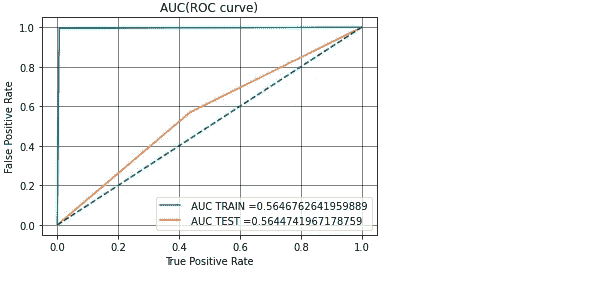 AUC(ROC curve)
1.0
0.8
0.6
0.4
0.2
0.0
False Positive Rate
AUC TRAIN =0.5646762641959889
AUC TEST =0.5644741967178759
0.0 0.2 0.4 0.6 0.8 1.0
True Positive Rate